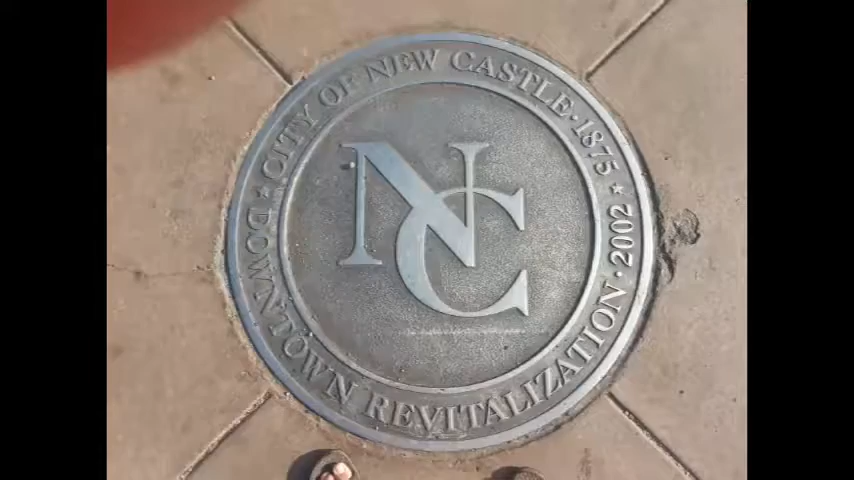 CITY OF NEW CASTLE · 1875
DOWNTOWN REVITALIZATION · 2002
NC